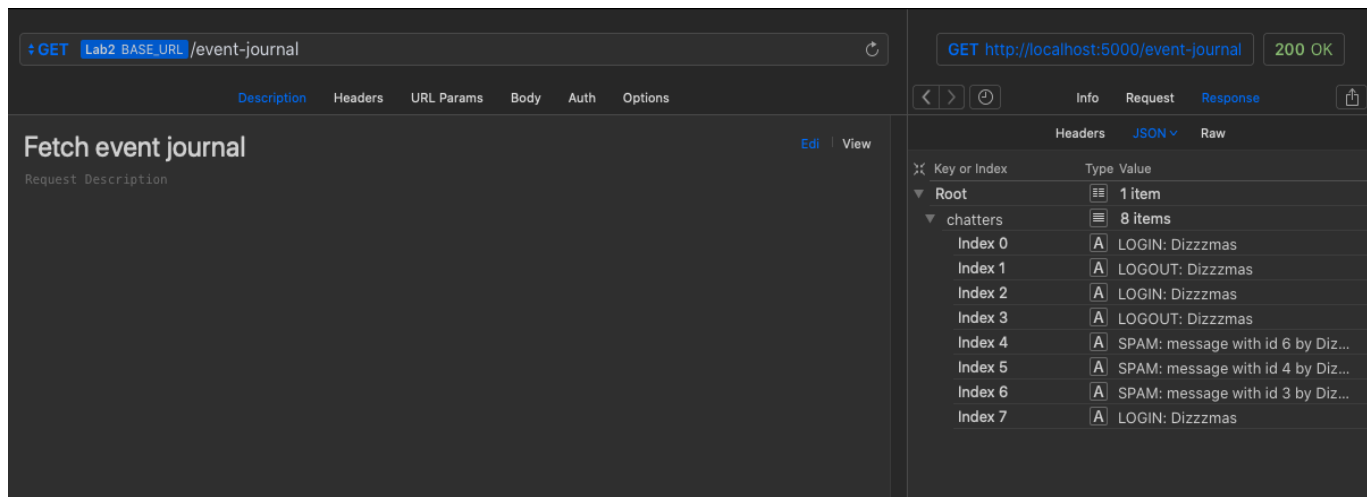 GET Lab2 BASE_URL /event-journal
Description Headers URL Params Body Auth Options
Fetch event journal
Edi View
Request Description
GET http://localhost:5000/event-journal 200 OK
Info Request Response
Headers JSON Raw
Key or Index Type Value
Root 1 item
chatters 8 items
Index 0 A LOGIN: Dizzzmas
Index 1 A LOGOUT: Dizzzmas
Index 2 A LOGIN: Dizzzmas
Index 3 A LOGOUT: Dizzzmas
Index 4 A SPAM: message with id 6 by Diz...
Index 5 A SPAM: message with id 4 by Diz...
Index 6 A SPAM: message with id 3 by Diz...
Index 7 A LOGIN: Dizzzmas